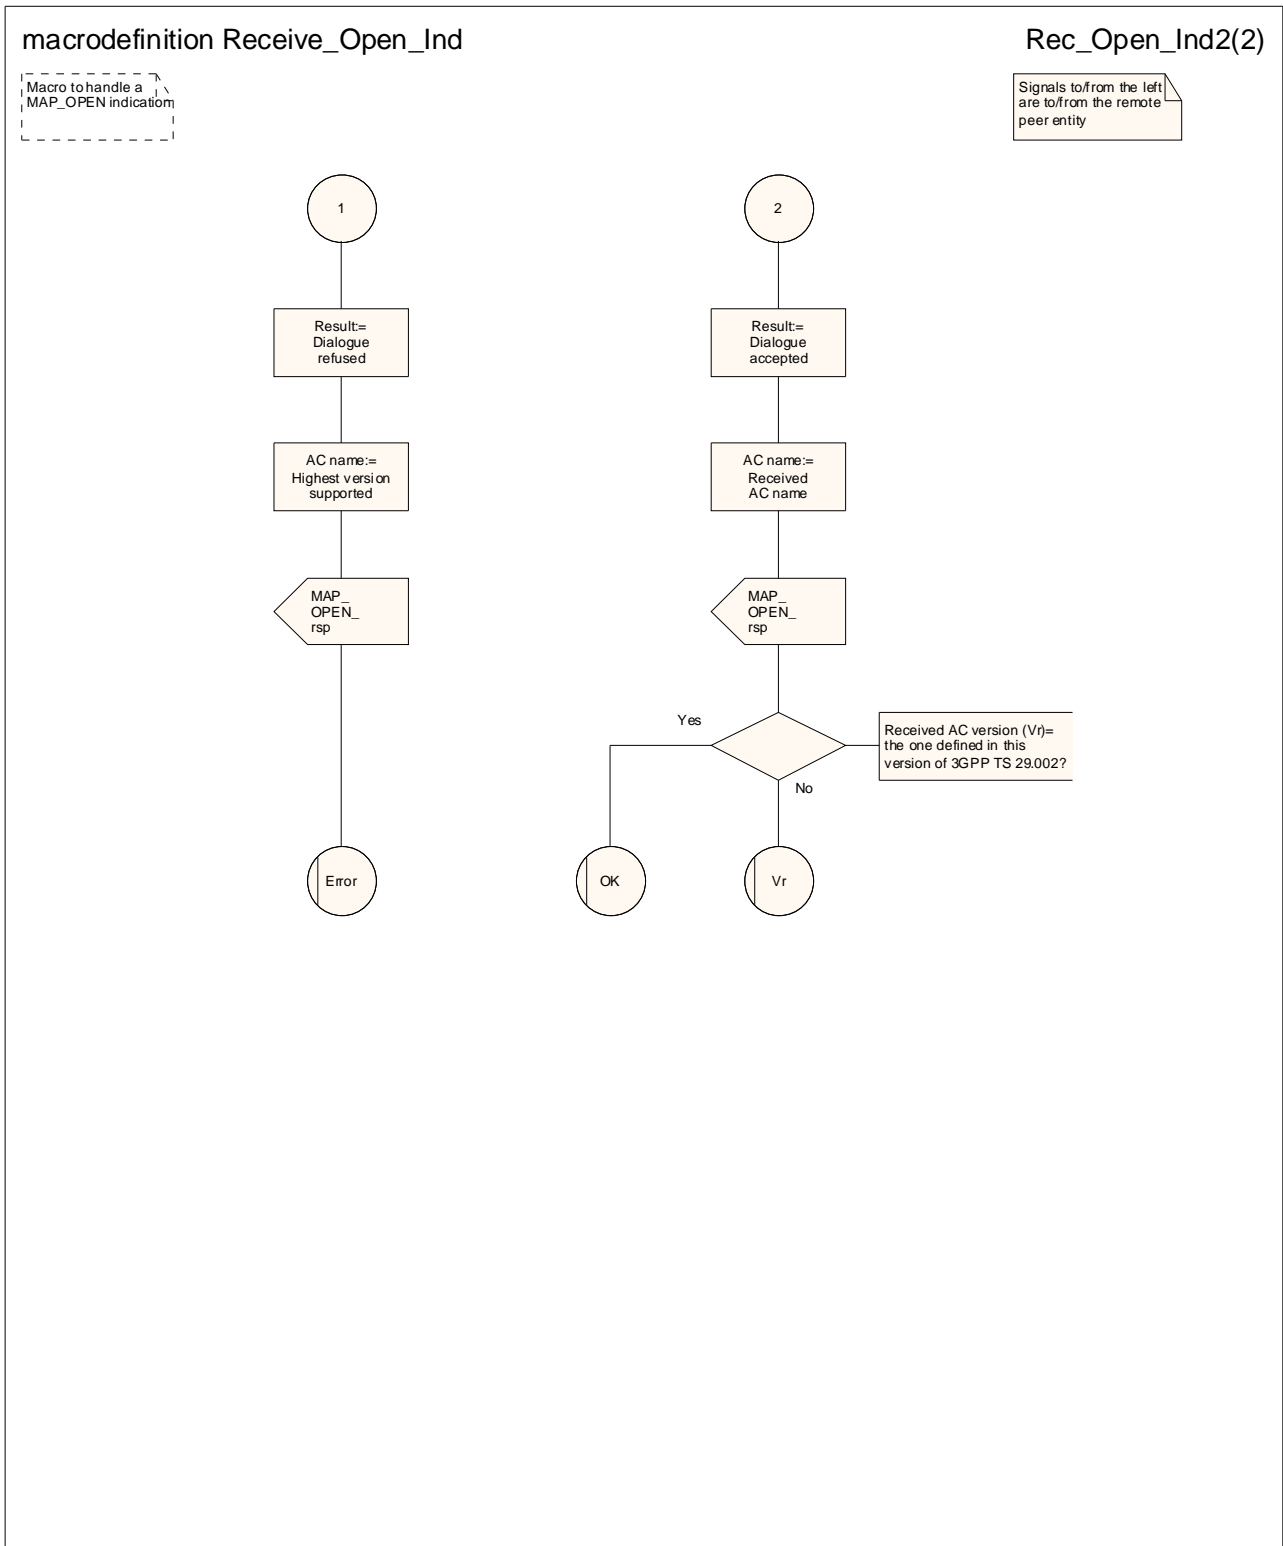 macrodefinition Receive_Open_Ind
Rec_Open_Ind2(2)
Macro to handle a
MAP_OPEN indication
Signals to/from the left
are to/from the remote
peer entity
1
2
Result:=
Dialogue
refused
Result:=
Dialogue
accepted
AC name:=
Highest version
supported
AC name:=
Received
AC name
MAP_
OPEN_
rsp
MAP_
OPEN_
rsp
Yes
Received AC version (Vr)=
the one defined in this
version of 3GPP TS 29.002?
No
Error
OK
Vr